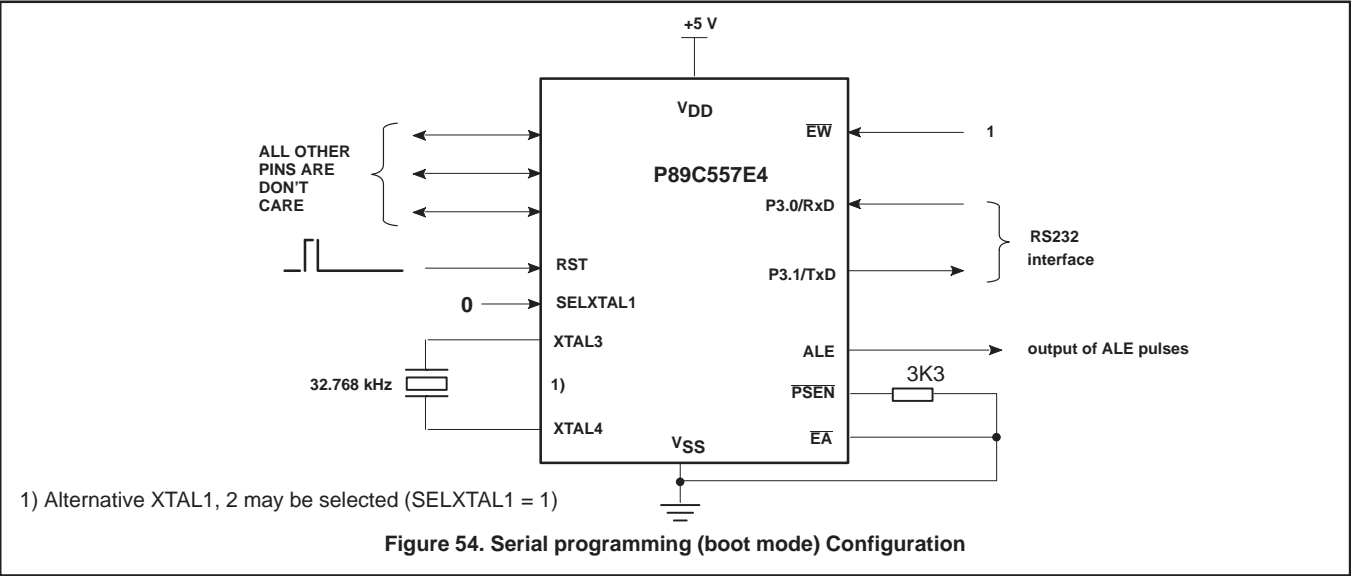 +5 V
VDD
EW
1
ALL OTHER
PINS ARE
DON'T
CARE
P89C557E4
P3.0/RxD
RS232
interface
RST
P3.1/TxD
0
SELXTAL1
XTAL3
ALE
output of ALE pulses
3K3
32.768 kHz
1)
PSEN
XTAL4
EA
VSS
1) Alternative XTAL1, 2 may be selected (SELXTAL1 = 1)
Figure 54. Serial programming (boot mode) Configuration